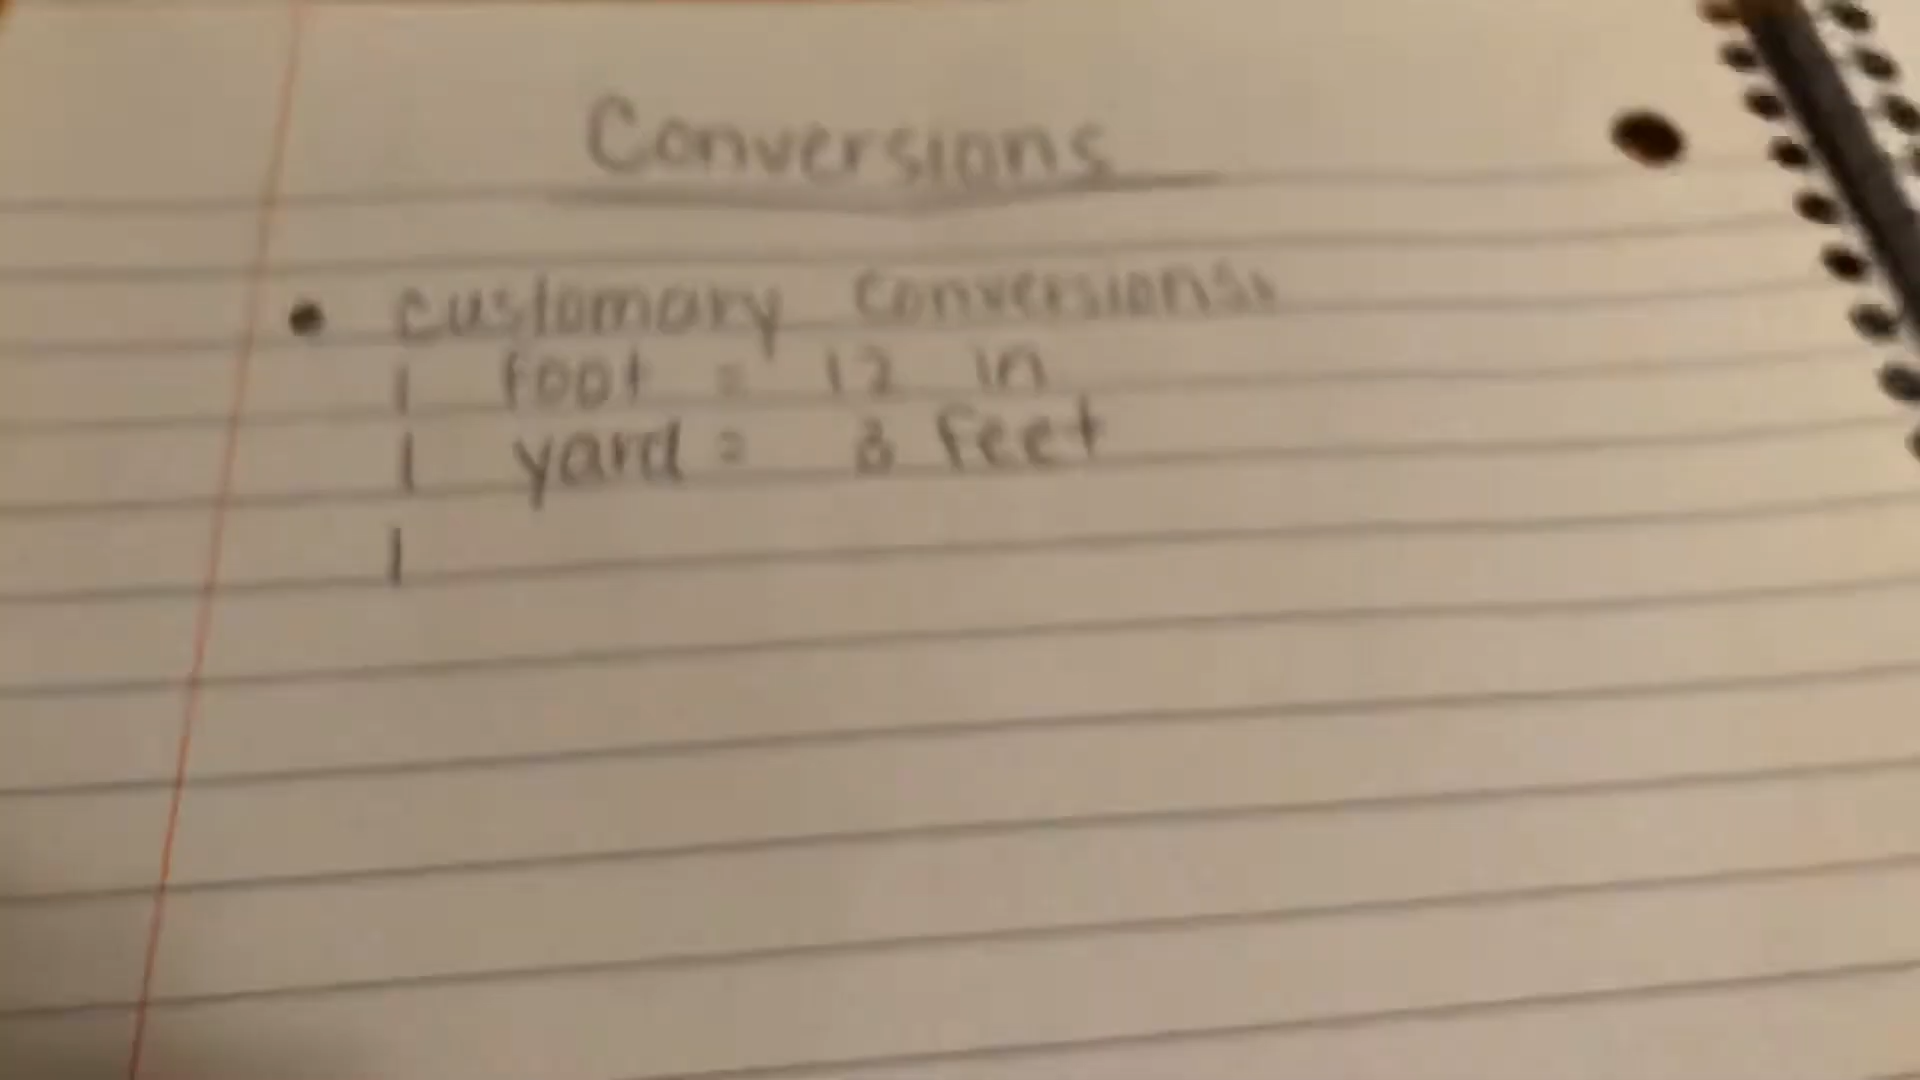 Conversions
• customary conversions:
1 foot = 12 in
1 yard = 3 feet
1